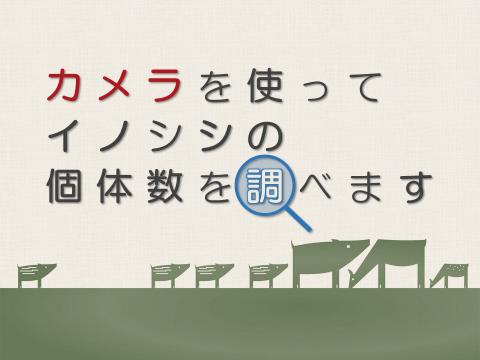 カメラを使って
イノシシの
個体数を調べます